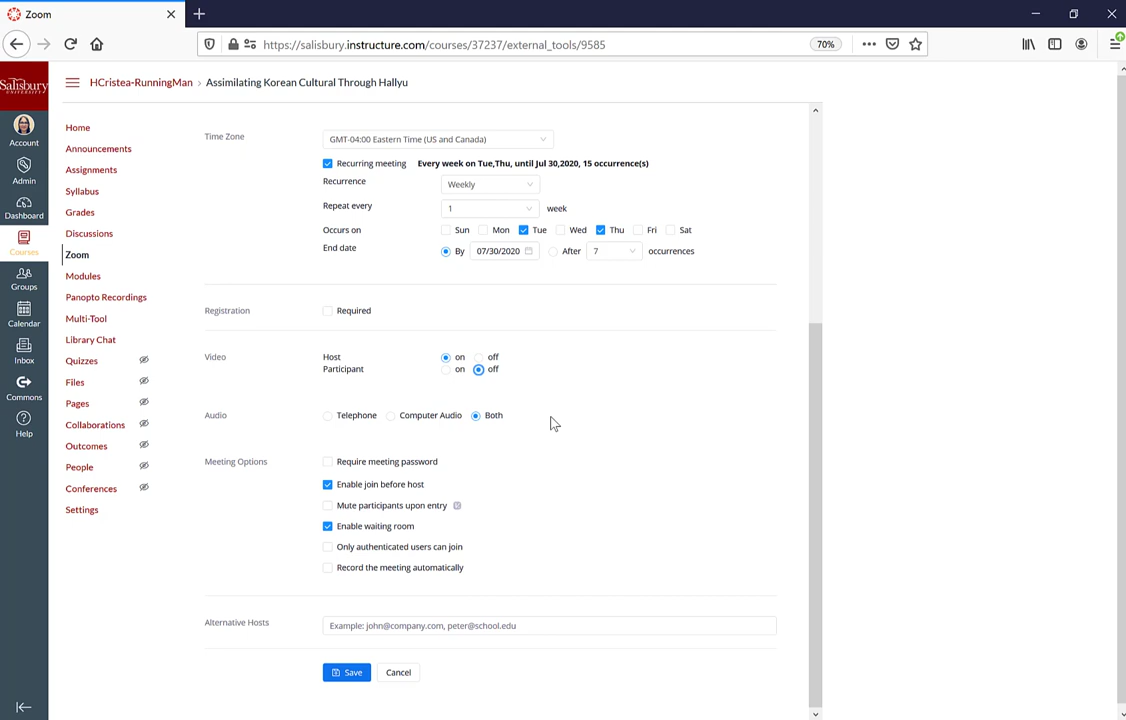 Zoom
https://salisbury.instructure.com/courses/37237/external_tools/9585
70%
Salisbury
UNIVERSITY
HCristea-RunningMan > Assimilating Korean Cultural Through Hallyu
Account
Admin
Dashboard
Courses
Groups
Calendar
Inbox
Commons
Help
Home
Announcements
Assignments
Syllabus
Grades
Discussions
Zoom
Modules
Panopto Recordings
Multi-Tool
Library Chat
Quizzes
Files
Pages
Collaborations
Outcomes
People
Conferences
Settings
Time Zone
GMT-04:00 Eastern Time (US and Canada)
Recurring meeting Every week on Tue,Thu, until Jul 30,2020, 15 occurrence(s)
Recurrence Weekly
Repeat every 1 week
Occurs on Sun Mon Tue Wed Thu Fri Sat
End date By 07/30/2020 After 7 occurrences
Registration Required
Video Host on off
Participant on off
Audio Telephone Computer Audio Both
Meeting Options Require meeting password
Enable join before host
Mute participants upon entry
Enable waiting room
Only authenticated users can join
Record the meeting automatically
Alternative Hosts Example: john@company.com, peter@school.edu
Save Cancel